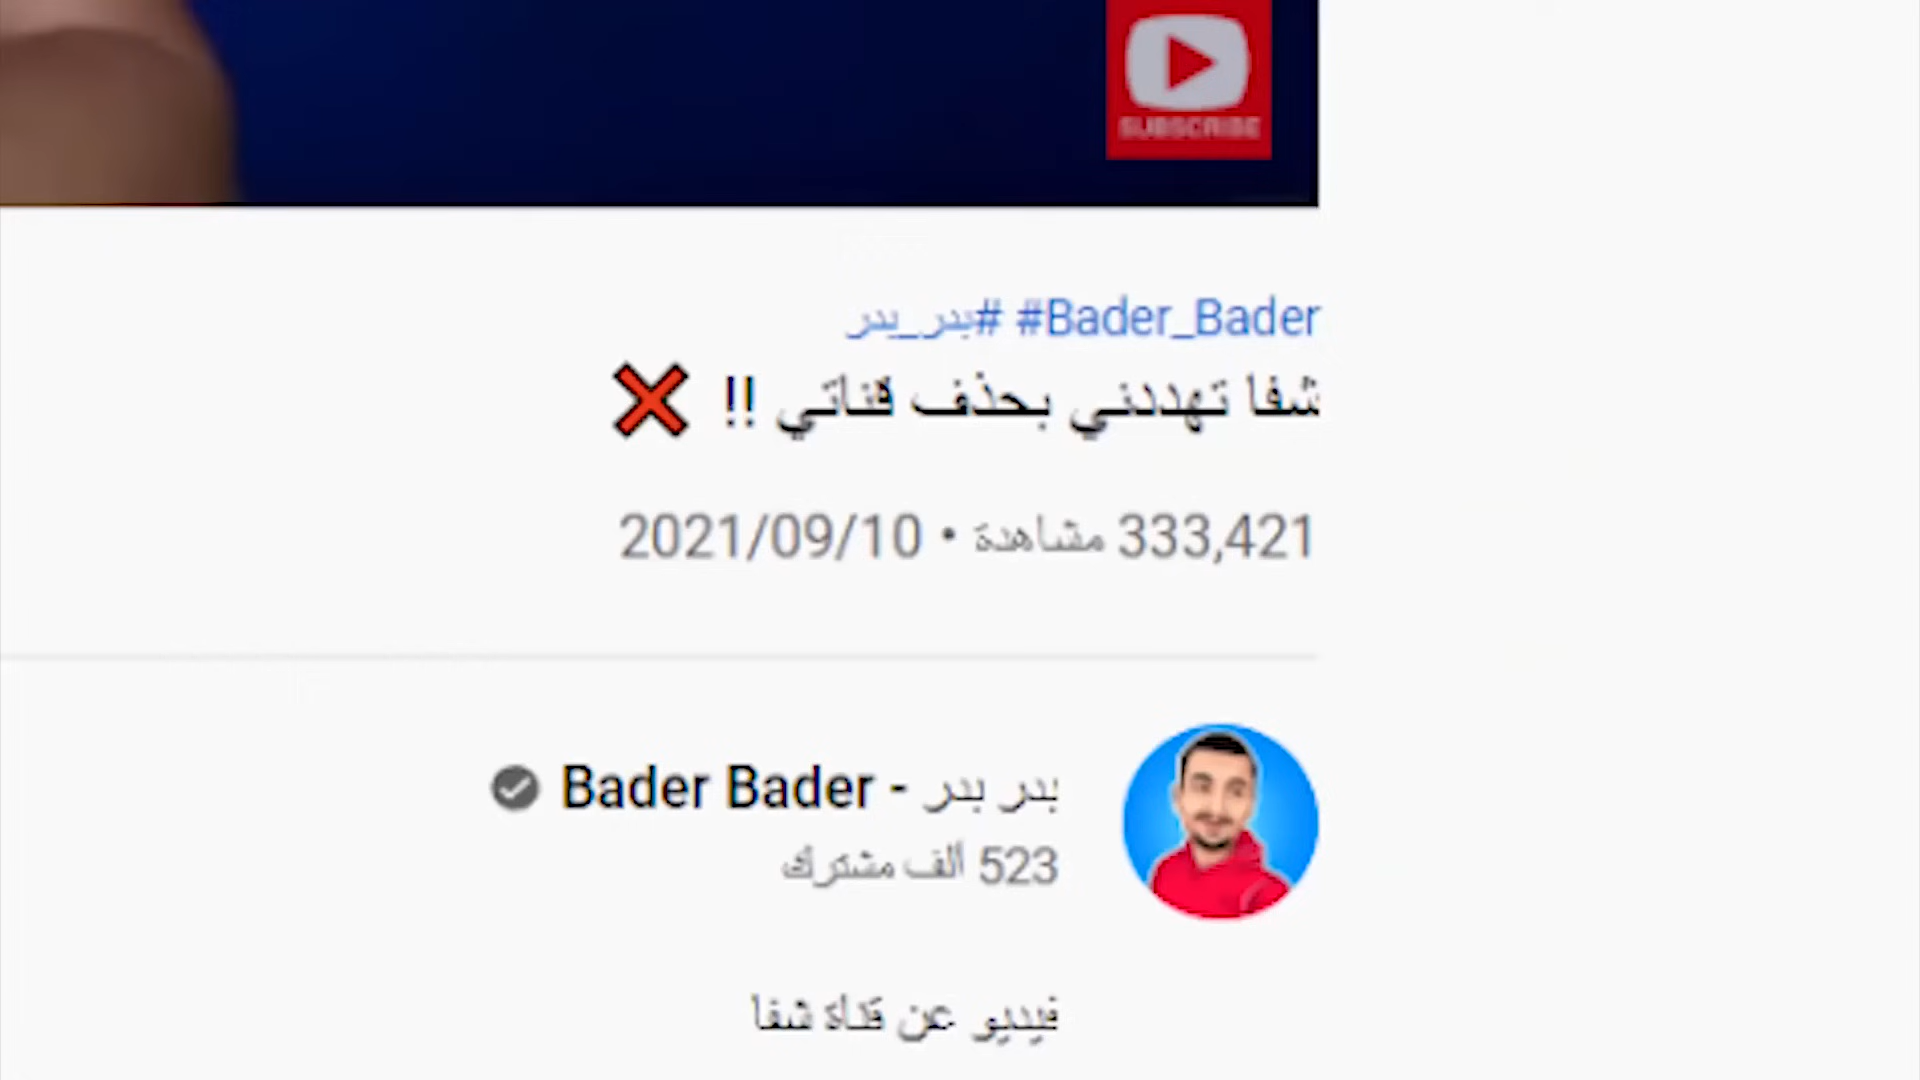 SUBSCRIBE
#Bader_Bader #بدر_بدر
شفا تهددني بحذف قناتي !! ❌
333,421 مشاهدة • 2021/09/10
بدر بدر - Bader Bader
523 ألف مشترك
فيديو عن قناة شفا